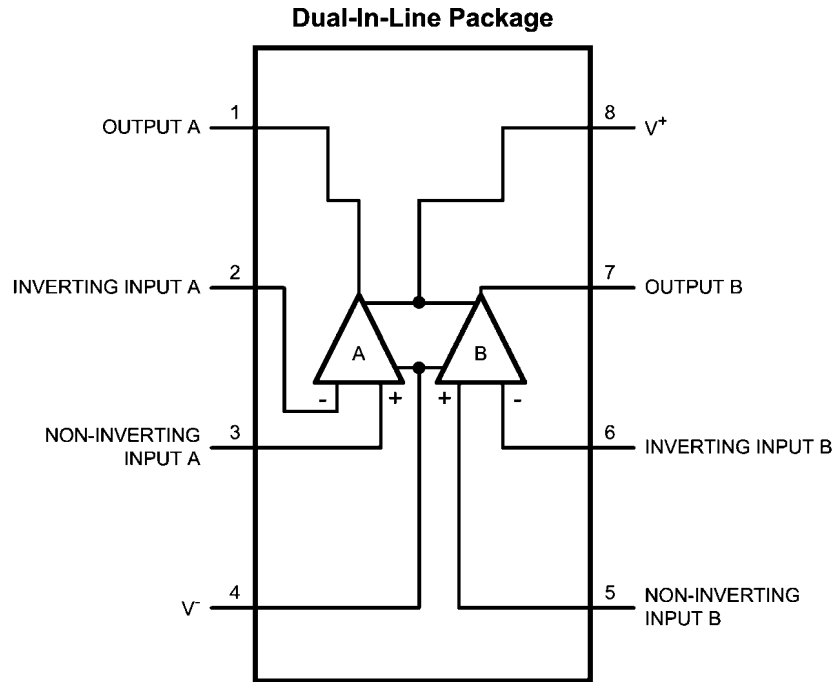 Dual-In-Line Package
1
OUTPUT A
8
V+
2
INVERTING INPUT A
7
OUTPUT B
A
B
-
+
+
-
3
NON-INVERTING
INPUT A
6
INVERTING INPUT B
4
V-
5
NON-INVERTING
INPUT B